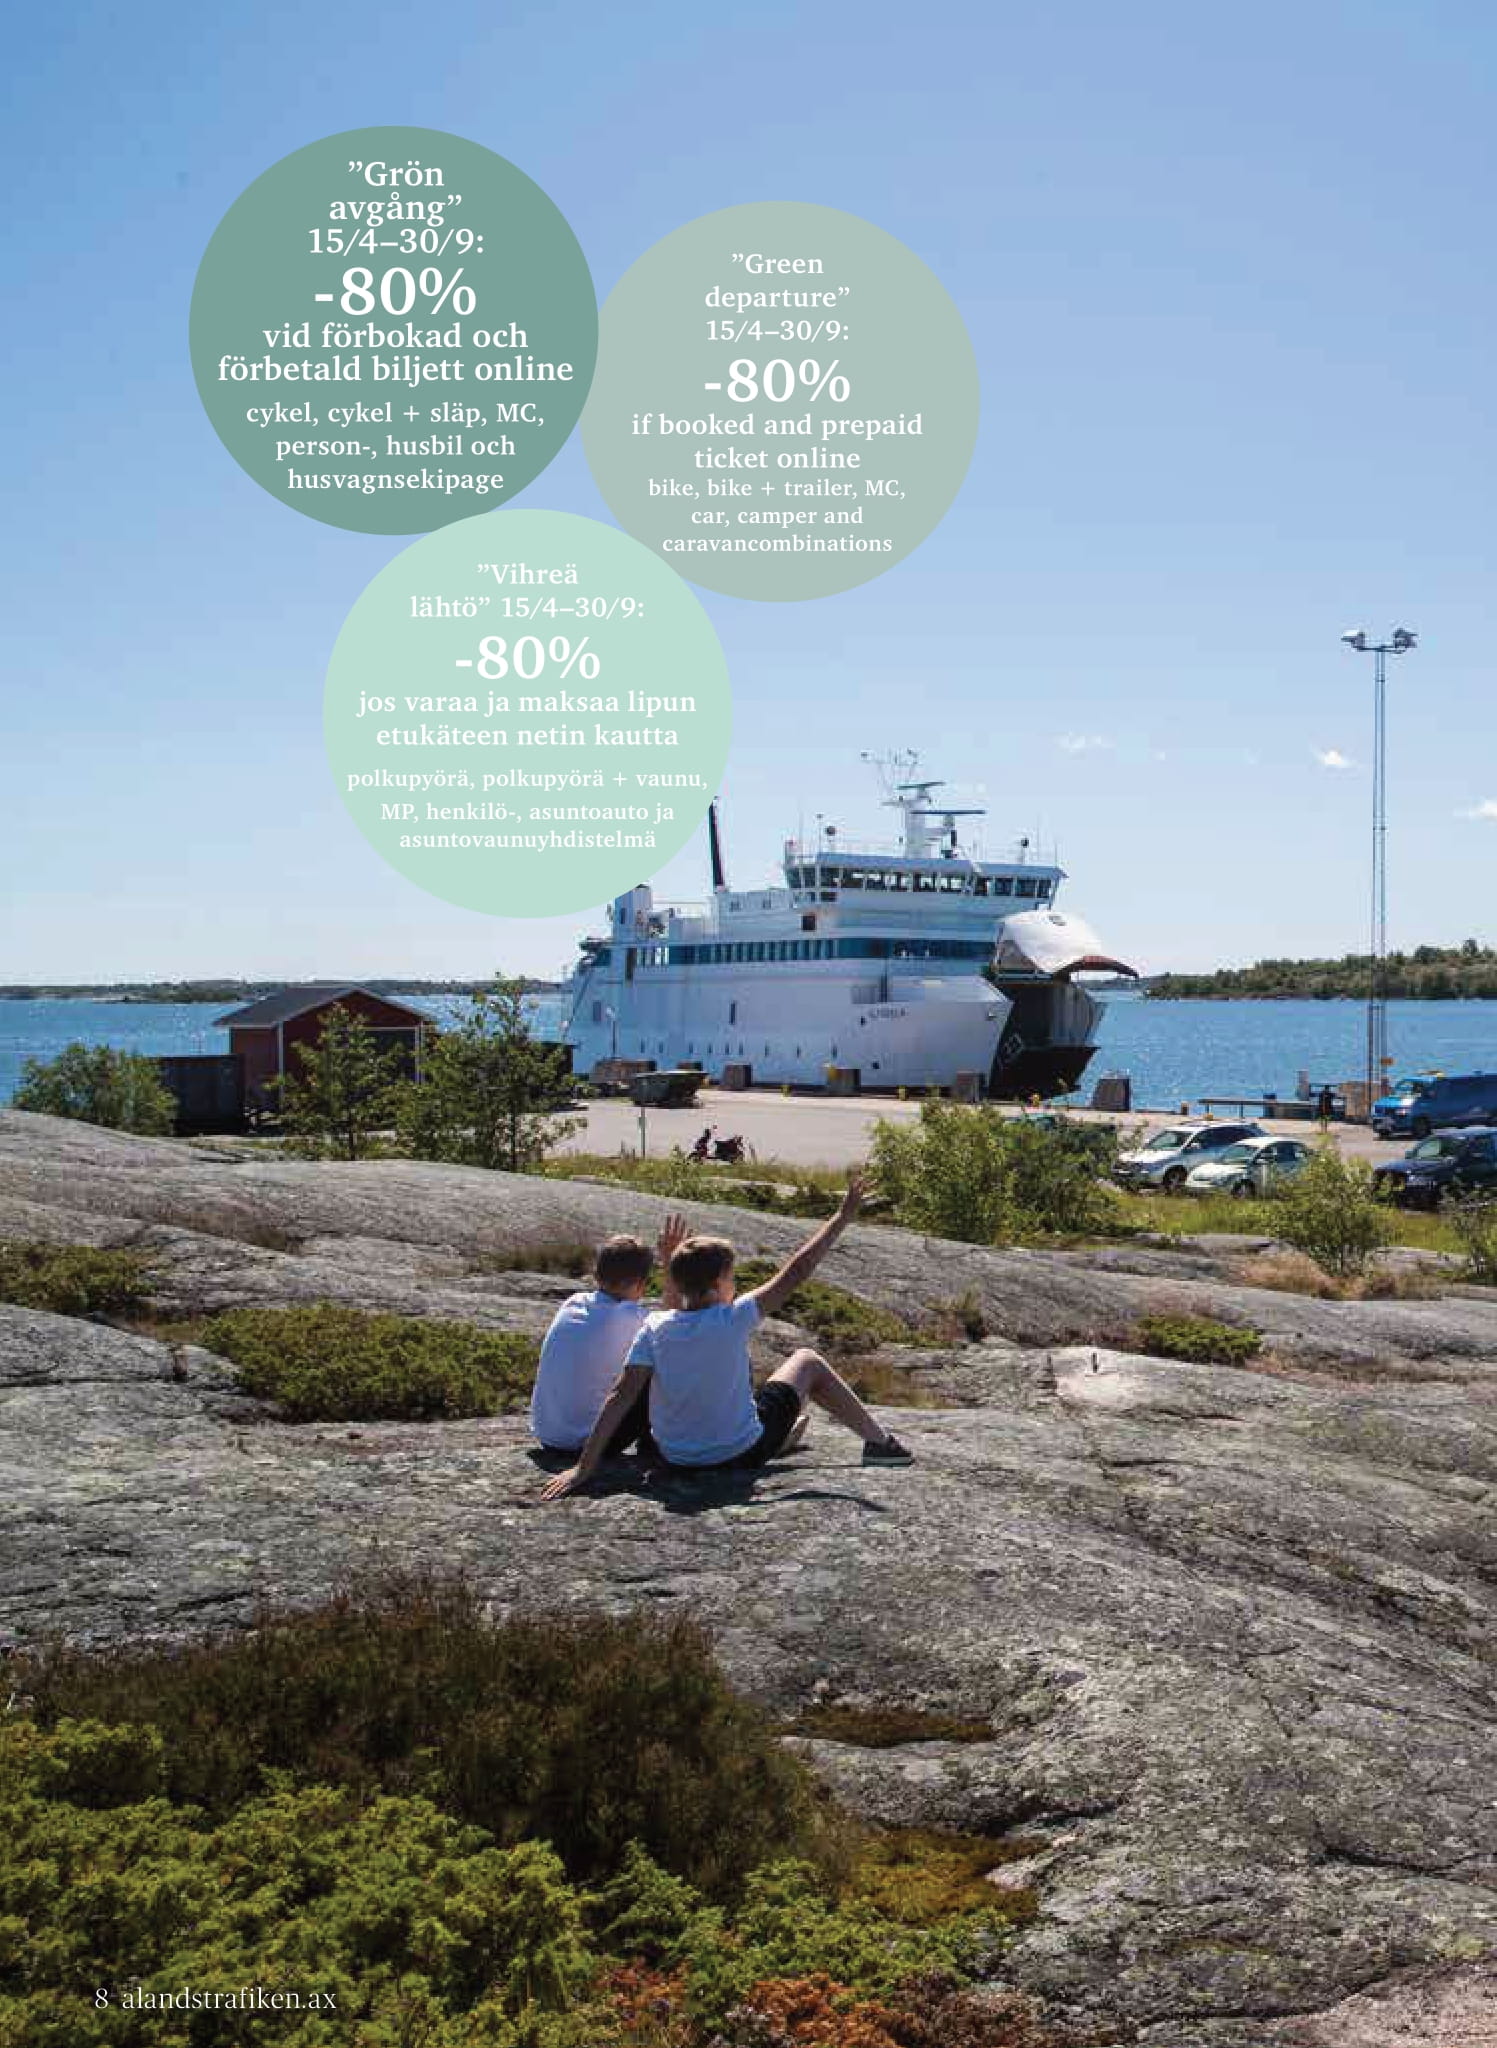 ”Grön
avgång”
15/4–30/9:
-80%
vid förbokad och
förbetald biljett online
cykel, cykel + släp, MC,
person-, husbil och
husvagnsekipage
”Green
departure”
15/4–30/9:
-80%
if booked and prepaid
ticket online
bike, bike + trailer, MC,
car, camper and
caravancombinations
”Vihreä
lähtö” 15/4–30/9:
-80%
jos varaa ja maksaa lipun
etukäteen netin kautta
polkupyörä, polkupyörä + vaunu,
MP, henkilö-, asuntoauto ja
asuntovaunuyhdistelmä
8 alandstrafiken.ax